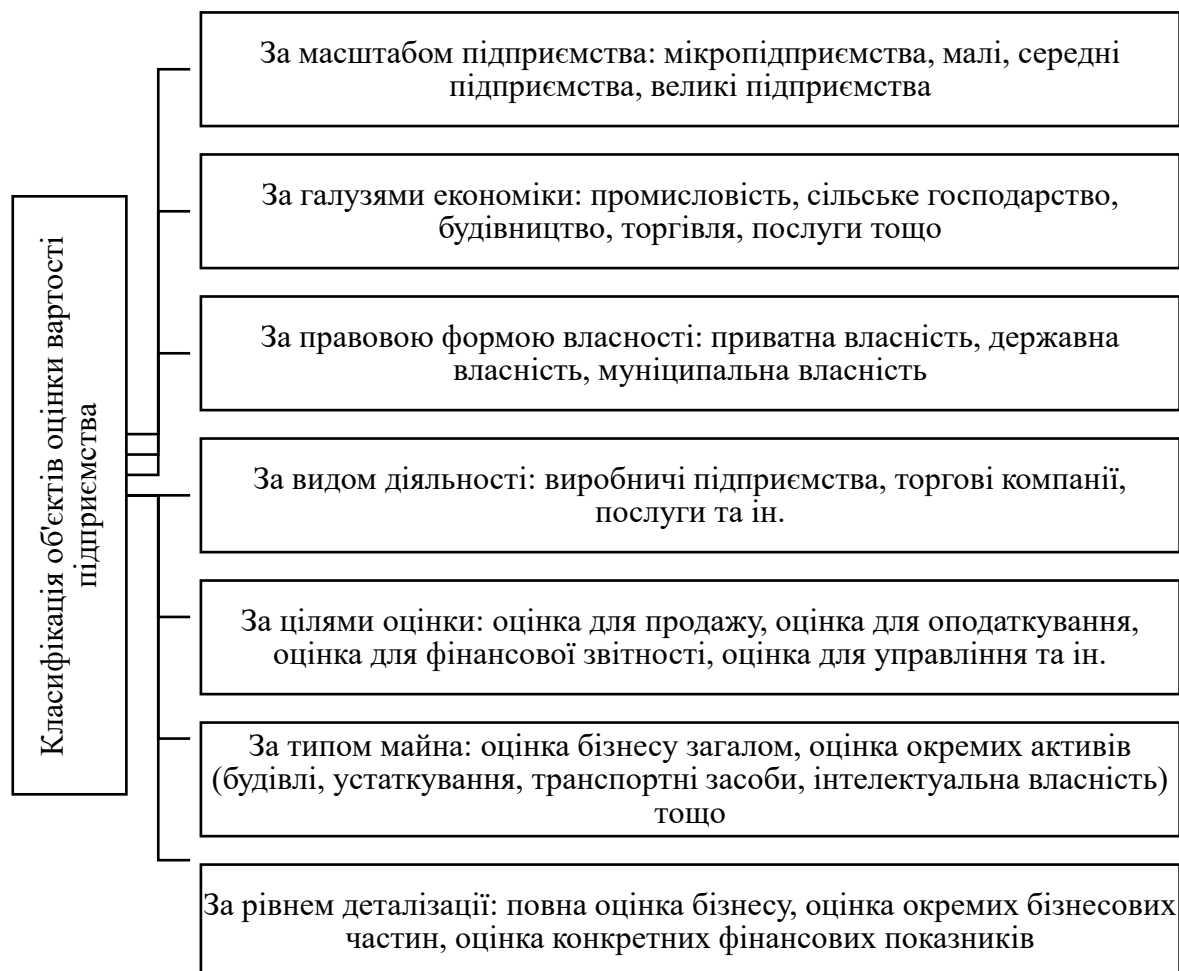 Класифікація об'єктів оцінки вартості
підприємства
За масштабом підприємства: мікропідприємства, малі, середні
підприємства, великі підприємства
За галузями економіки: промисловість, сільське господарство,
будівництво, торгівля, послуги тощо
За правовою формою власності: приватна власність, державна
власність, муніципальна власність
За видом діяльності: виробничі підприємства, торгові компанії,
послуги та ін.
За цілями оцінки: оцінка для продажу, оцінка для оподаткування,
оцінка для фінансової звітності, оцінка для управління та ін.
За типом майна: оцінка бізнесу загалом, оцінка окремих активів
(будівлі, устаткування, транспортні засоби, інтелектуальна власність)
тощо
За рівнем деталізації: повна оцінка бізнесу, оцінка окремих бізнесових
частин, оцінка конкретних фінансових показників